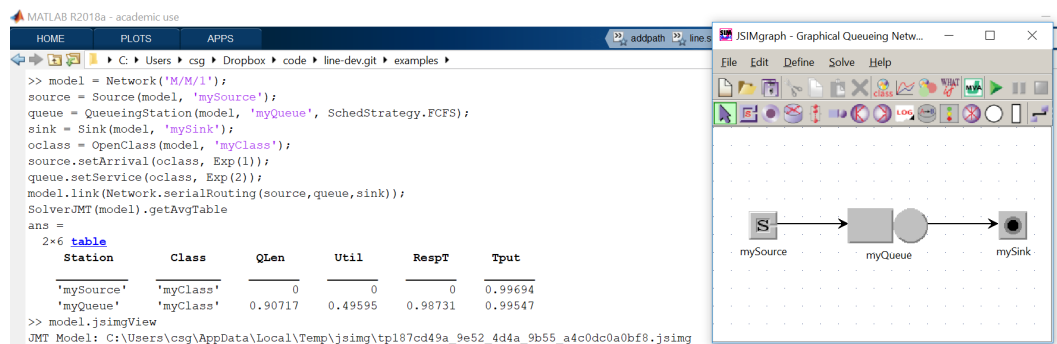 MATLAB R2018a - academic use
HOME PLOTS APPS addpath line.s
C: Users csg Dropbox code line-dev.git examples
>> model = Network('M/M/1');
source = Source(model, 'mySource');
queue = QueueingStation(model, 'myQueue', SchedStrategy.FCFS);
sink = Sink(model, 'mySink');
oclass = OpenClass(model, 'myClass');
source.setArrival(oclass, Exp(1));
queue.setService(oclass, Exp(2));
model.link(Network.serialRouting(source,queue,sink));
SolverJMT(model).getAvgTable
ans =
2×6 table
Station Class QLen Util RespT Tput
'mySource' 'myClass' 0 0 0 0.99694
'myQueue' 'myClass' 0.90717 0.49595 0.98731 0.99547
>> model.jsimgView
JMT Model: C:\Users\csg\AppData\Local\Temp\jsimg\tp187cd49a_9e52_4d4a_9b55_a4c0dc0a0bf8.jsimg
JSIMgraph - Graphical Queueing Netw...
File Edit Define Solve Help
class WHAT IF MVA
S LOG
S
mySource myQueue mySink